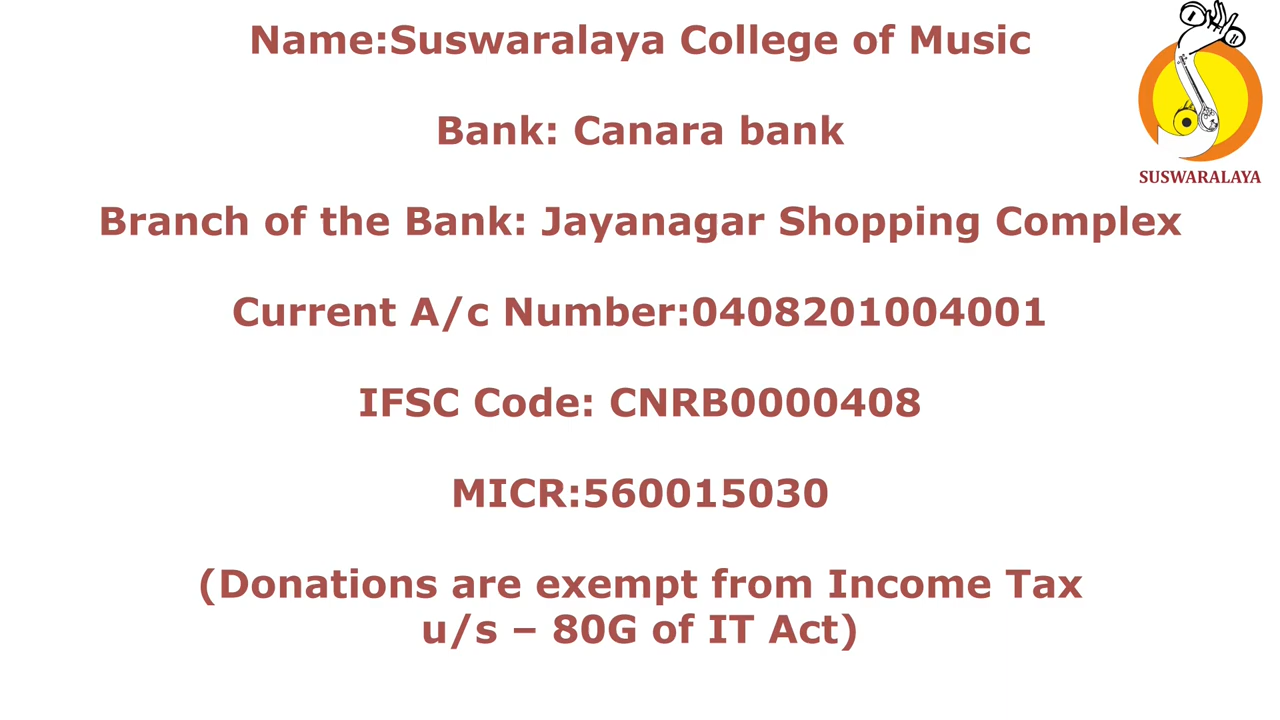 Name:Suswaralaya College of Music
SUSWARALAYA
Bank: Canara bank
Branch of the Bank: Jayanagar Shopping Complex
Current A/c Number:0408201004001
IFSC Code: CNRB0000408
MICR:560015030
(Donations are exempt from Income Tax
u/s – 80G of IT Act)